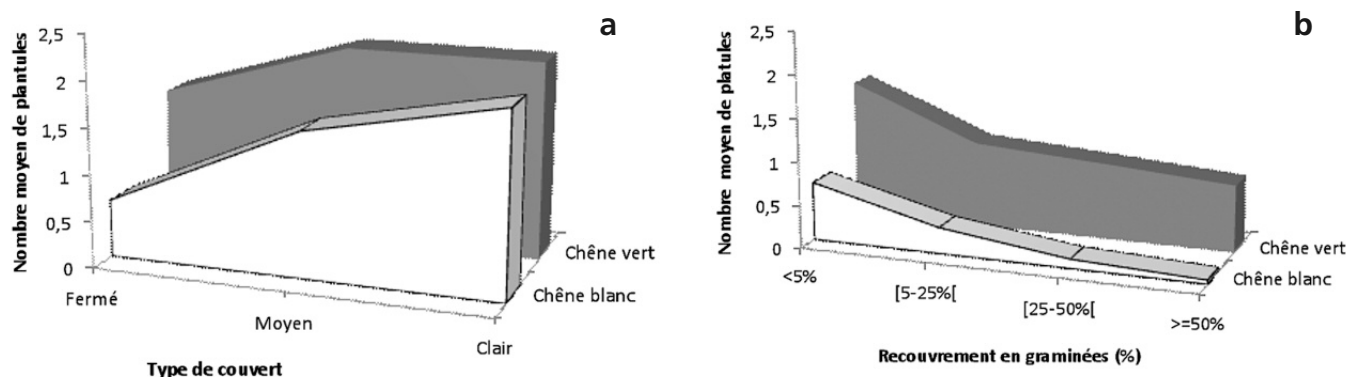 a
Nombre moyen de plantules
2,5
2
1,5
1
0,5
0
Fermé
Moyen
Clair
Chêne vert
Chêne blanc
Type de couvert
b
Nombre moyen de platules
2,5
2
1,5
1
0,5
0
<5%
[5-25%[
[25-50%[
>=50%
Chêne vert
Chêne blanc
Recouvrement en graminées (%)